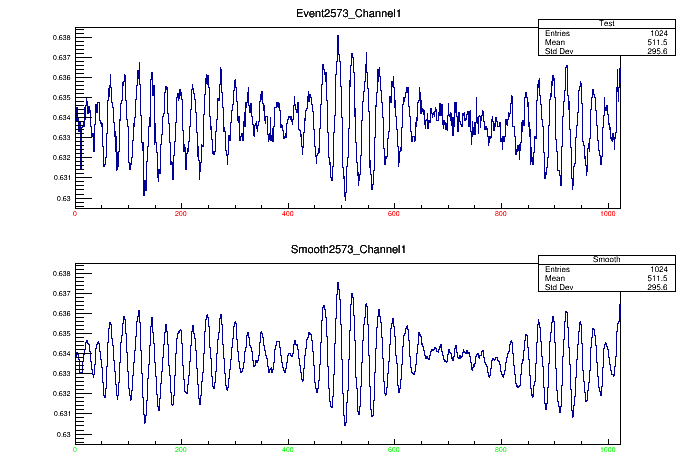 Event2573_Channel1
Test
Entries 1024
Mean 511.5
Std Dev 295.6
0.638
0.637
0.636
0.635
0.634
0.633
0.632
0.631
0.63
0 200 400 600 800 1000
Smooth2573_Channel1
Smooth
Entries 1024
Mean 511.5
Std Dev 295.6
0.638
0.637
0.636
0.635
0.634
0.633
0.632
0.631
0.63
0 200 400 600 800 1000